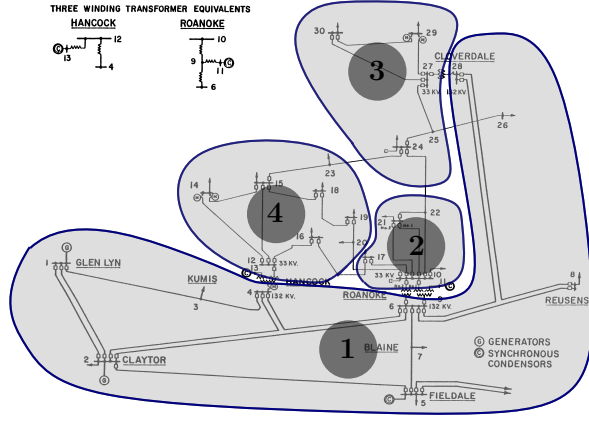 THREE WINDING TRANSFORMER EQUIVALENTS
HANCOCK ROANOKE
12 10
13 9
4 11
6
30 29
CLOVERDALE
27 28
33 KV. 132 KV.
3
26
25
24
23
14 15
18
4
19
16
20
21 22
2
17
12 33 KV.
13
HANCOCK
10
11
ROANOKE
9
GLEN LYN
1
KUMIS
3
4 132 KV.
6 132 KV.
8
REUSENS
G GENERATORS
C SYNCHRONOUS
CONDENSORS
1
BLAINE
7
2 CLAYTOR
G
FIELDALE
C
5